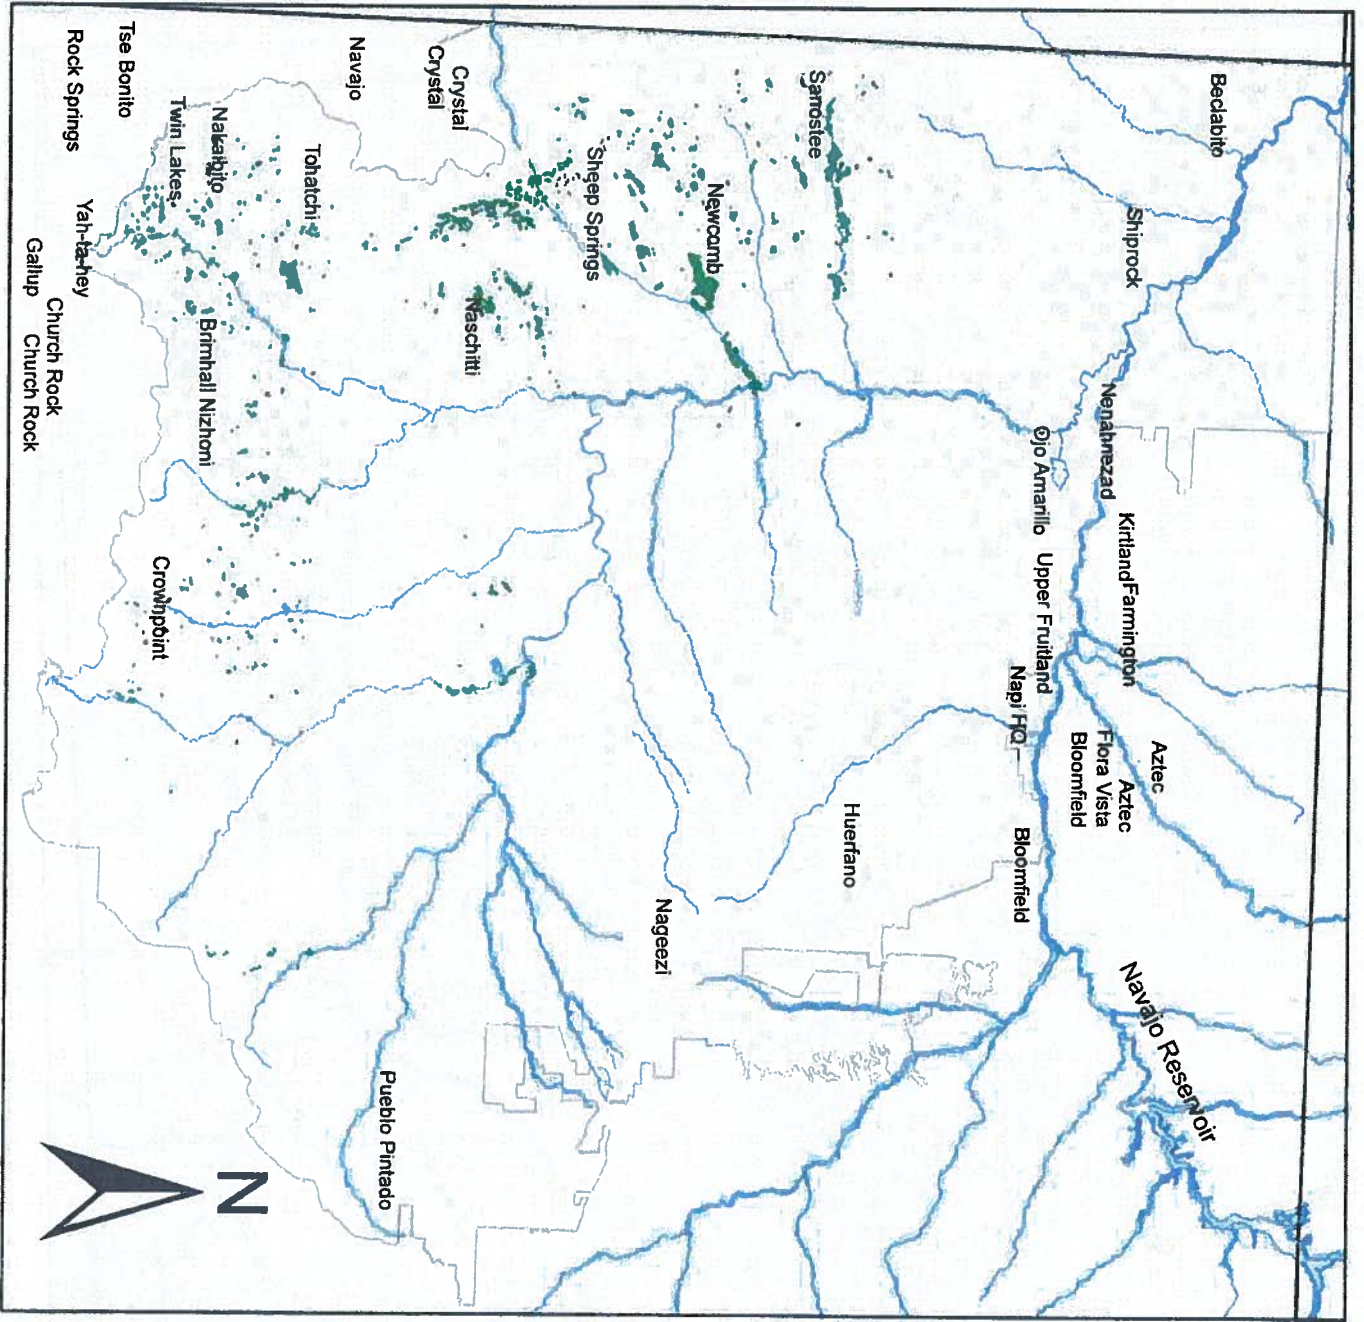 Beclabito
Shiprock
Sanostee
Newcomb
Sheep Springs
Crystal
Crystal
Navajo
Tohatchi
Nakaibito
Twin Lakes
Tse Bonito
Rock Springs
Yah-ta-hey
Gallup
Church Rock
Church Rock
Brimhall Nizhoni
Naschitti
Nenahnezad
Ojo Amarillo
Kirtland
Farmington
Upper Fruitland
Napi HQ
Crownpoint
Aztec
Aztec
Flora Vista
Bloomfield
Bloomfield
Huerfano
Nageezi
Navajo Reservoir
Pueblo Pintado
N